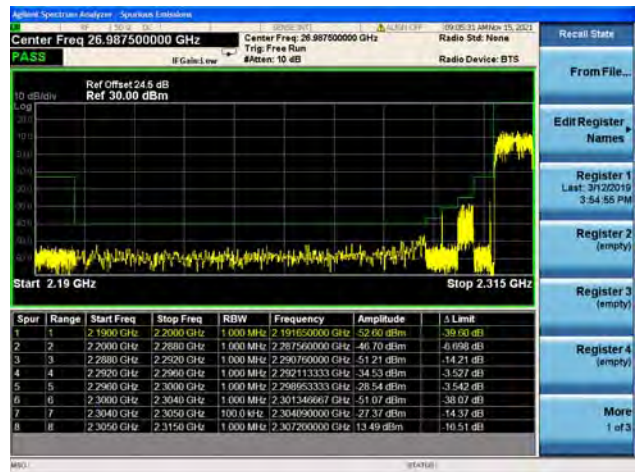 Agilent Spectrum Analyzer - Spurious Emissions
RF 50 Ω DC SENSE:INT ALIGN OFF 09:05:31 AM Nov 15, 2021
Center Freq 26.987500000 GHz
Center Freq: 26.987500000 GHz
Radio Std: None
Trig: Free Run
PASS
IFGain:Low
#Atten: 10 dB
Radio Device: BTS
Ref Offset 24.5 dB
10 dB/div Ref 30.00 dBm
Log
Start 2.19 GHz
Stop 2.315 GHz
Spur Range Start Freq Stop Freq RBW Frequency Amplitude Δ Limit
1 1 2.1900 GHz 2.2000 GHz 1.000 MHz 2.191650000 GHz -52.60 dBm -39.60 dB
2 2 2.2000 GHz 2.2880 GHz 1.000 MHz 2.287560000 GHz -46.70 dBm -6.698 dB
3 3 2.2880 GHz 2.2920 GHz 1.000 MHz 2.290760000 GHz -51.21 dBm -14.21 dB
4 4 2.2920 GHz 2.2960 GHz 1.000 MHz 2.292113333 GHz -34.53 dBm -3.527 dB
5 5 2.2960 GHz 2.3000 GHz 1.000 MHz 2.298953333 GHz -28.54 dBm -3.542 dB
6 6 2.3000 GHz 2.3040 GHz 1.000 MHz 2.301346667 GHz -51.07 dBm -38.07 dB
7 7 2.3040 GHz 2.3050 GHz 100.0 kHz 2.304090000 GHz -27.37 dBm -14.37 dB
8 8 2.3050 GHz 2.3150 GHz 1.000 MHz 2.307200000 GHz 13.49 dBm -16.51 dB
MSG
STATUS
Recall State
From File...
Edit Register
Names
Register 1
Last: 3/12/2019
3:54:55 PM
Register 2
(empty)
Register 3
(empty)
Register 4
(empty)
More
1 of 3